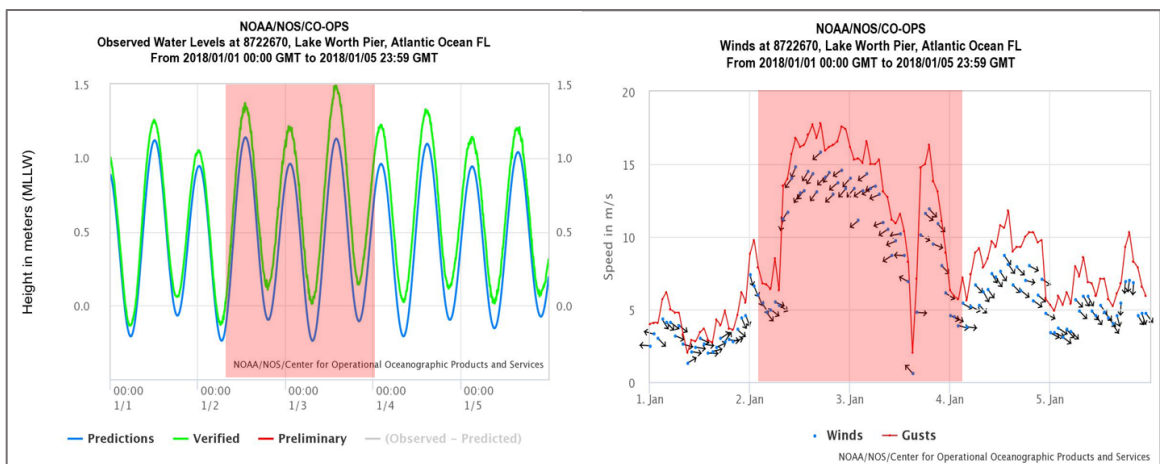 NOAA/NOS/CO-OPS
Observed Water Levels at 8722670, Lake Worth Pier, Atlantic Ocean FL
From 2018/01/01 00:00 GMT to 2018/01/05 23:59 GMT
Height in meters (MLLW)
1.5
1.0
0.5
0.0
1.5
1.0
0.5
0.0
NOAA/NOS/Center for Operational Oceanographic Products and Services
00:00 00:00 00:00 00:00 00:00
1/1 1/2 1/3 1/4 1/5
Predictions Verified Preliminary (Observed - Predicted)
NOAA/NOS/CO-OPS
Winds at 8722670, Lake Worth Pier, Atlantic Ocean FL
From 2018/01/01 00:00 GMT to 2018/01/05 23:59 GMT
Speed in m/s
20
15
10
5
0
1. Jan 2. Jan 3. Jan 4. Jan 5. Jan
Winds Gusts
NOAA/NOS/Center for Operational Oceanographic Products and Services